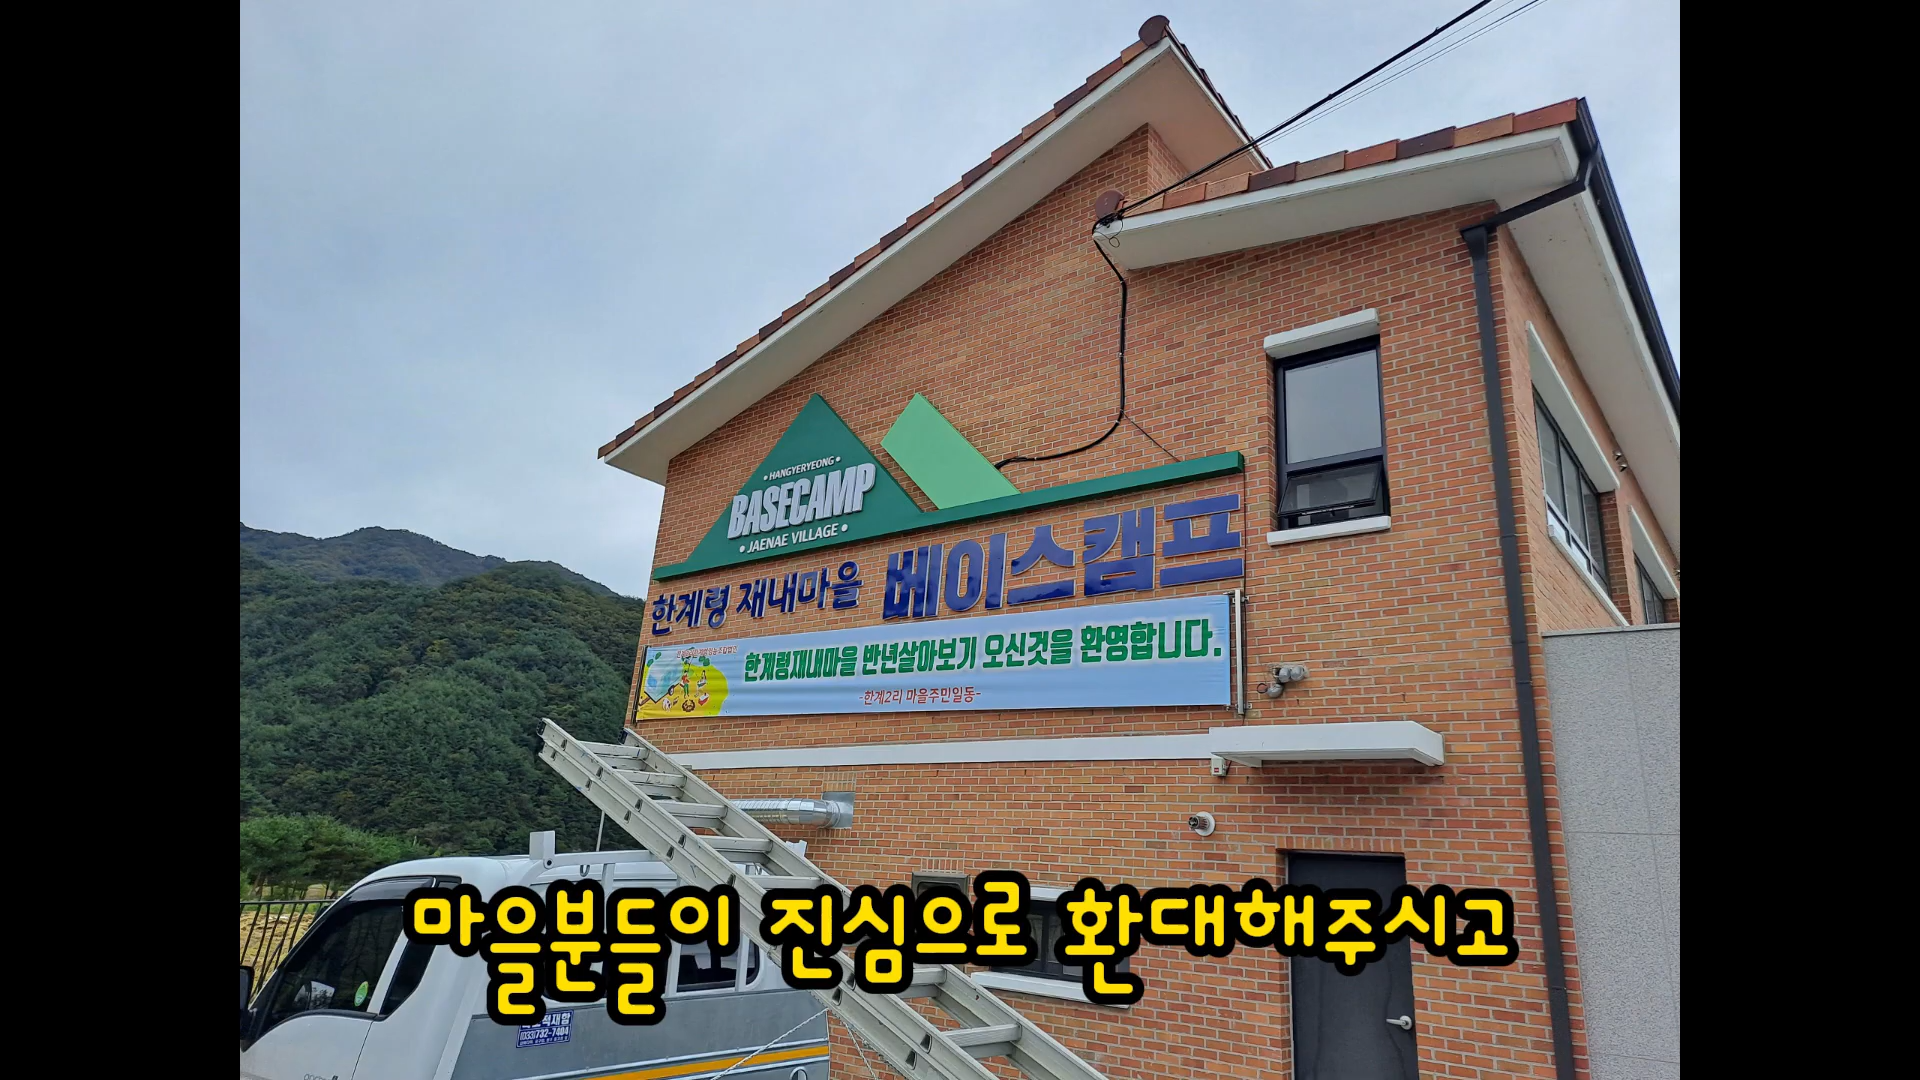 • HANGYERYEONG •
BASECAMP
• JAENAE VILLAGE •
한계령 재내마을 베이스캠프
한계령재내마을 반년살아보기 오신것을 환영합니다.
-한계2리 마을주민일동-
마을분들이 진심으로 환대해주시고
(033)732-7404